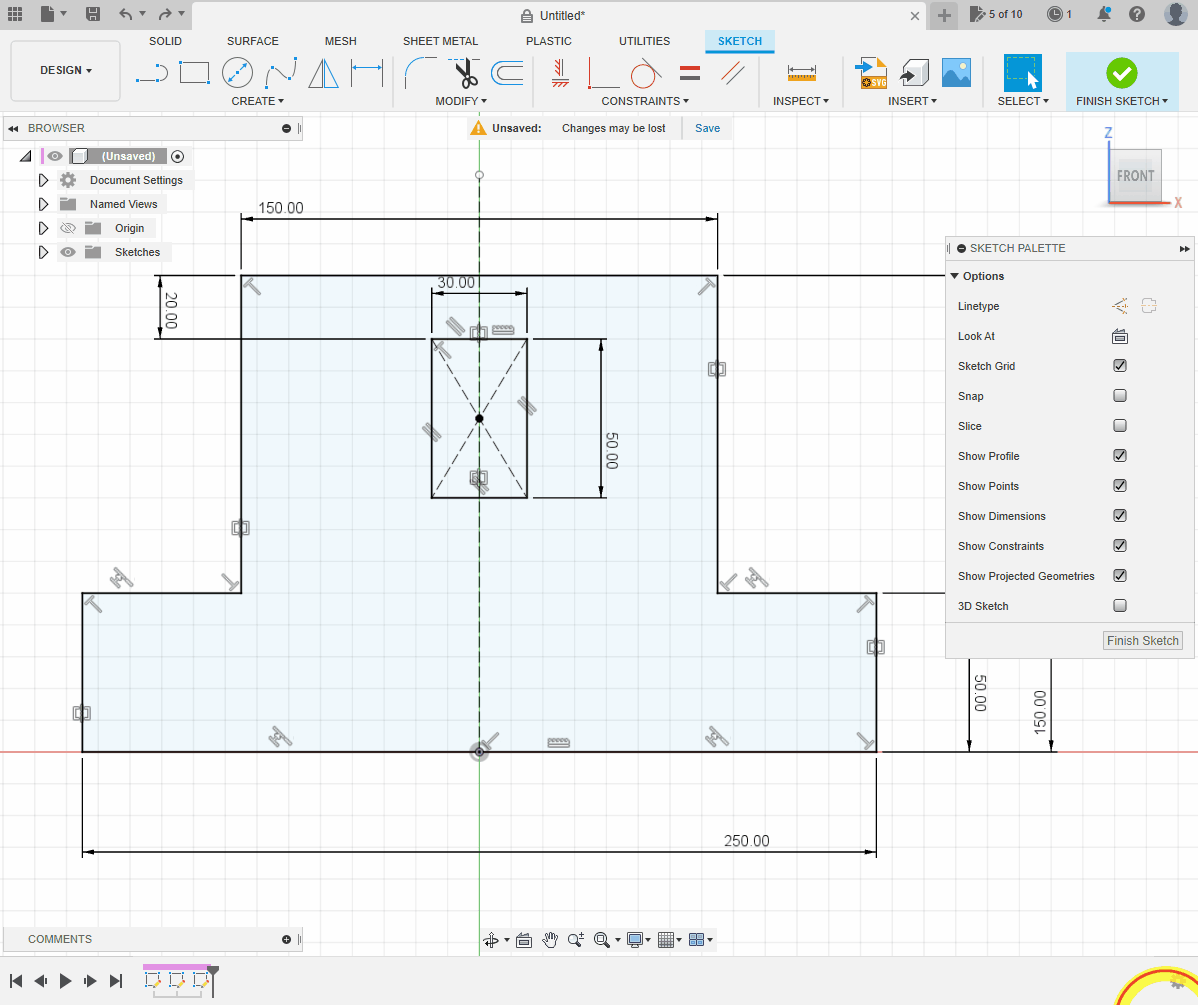 Untitled*
5 of 10
1
SOLID SURFACE MESH SHEET METAL PLASTIC UTILITIES SKETCH
DESIGN
SVG
CREATE MODIFY CONSTRAINTS INSPECT INSERT SELECT FINISH SKETCH
BROWSER
Unsaved: Changes may be lost Save
(Unsaved)
Document Settings
Named Views
Origin
Sketches
Z
FRONT
X
SKETCH PALETTE
Options
Linetype
Look At
Sketch Grid
Snap
Slice
Show Profile
Show Points
Show Dimensions
Show Constraints
Show Projected Geometries
3D Sketch
Finish Sketch
150.00
30.00
20.00
50.00
50.00
150.00
250.00
COMMENTS